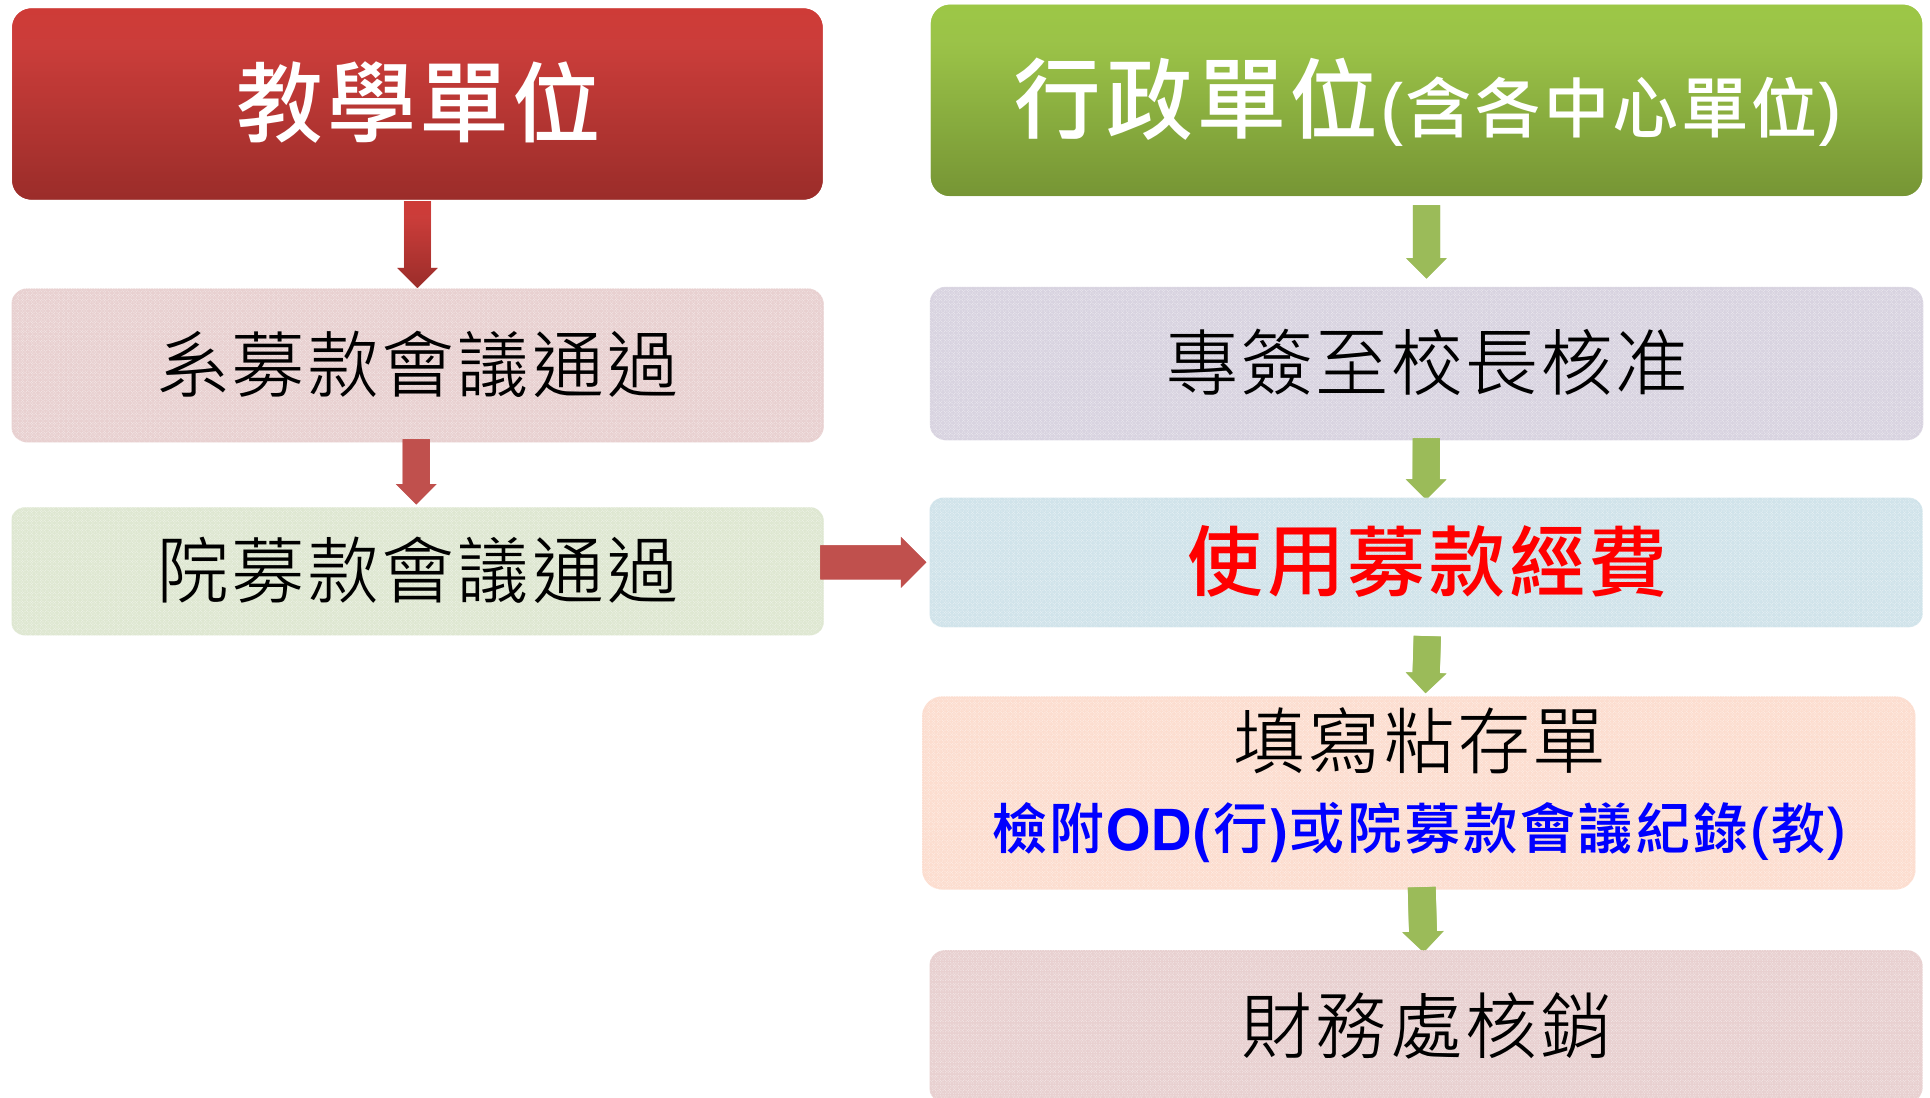 教學單位
系募款會議通過
院募款會議通過
行政單位(含各中心單位)
專簽至校長核准
使用募款經費
填寫粘存單
檢附OD(行)或院募款會議紀錄(教)
財務處核銷